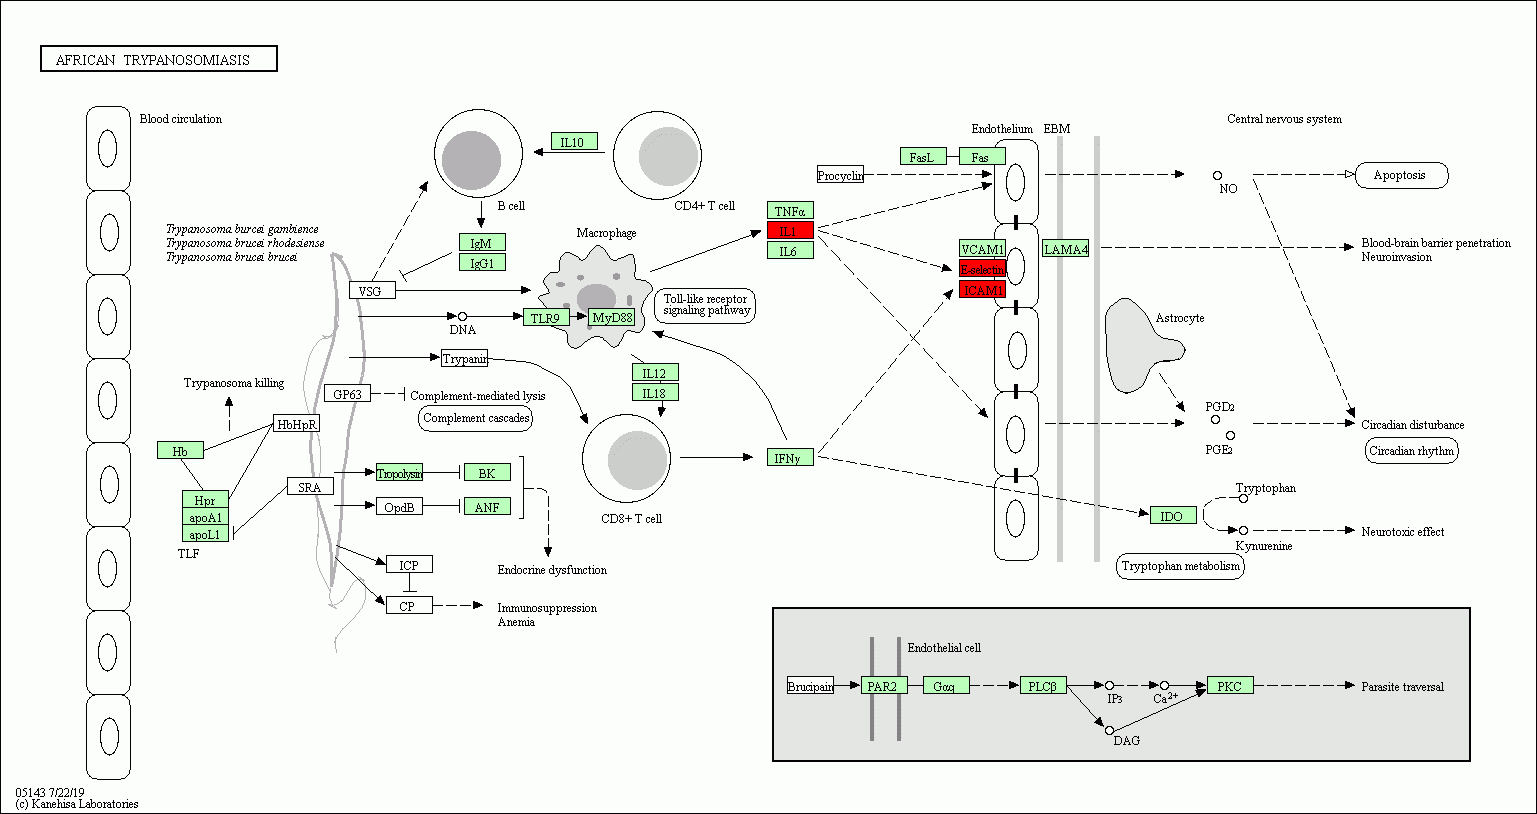 AFRICAN TRYPANOSOMIASIS
Blood circulation
Trypanosoma burcei gambience
Trypanosoma brucei rhodesiense
Trypanosoma brucei brucei
IL10
B cell
CD4+ T cell
IgM
IgG1
VSG
Macrophage
DNA
TLR9
MyD88
Toll-like receptor
signaling pathway
Trypanin
Trypanosoma killing
GP63
Complement-mediated lysis
Complement cascades
HbHpR
Hb
Hpr
apoA1
apoL1
TLF
SRA
Tropolysin
BK
OpdB
ANF
Endocrine dysfunction
ICP
CP
Immunosuppression
Anemia
IL12
IL18
CD8+ T cell
IFNγ
TNFα
IL1
IL6
Procyclin
FasL
Fas
Endothelium
EBM
VCAM1
E-selectin
ICAM1
LAMA4
Central nervous system
NO
Apoptosis
Blood-brain barrier penetration
Neuroinvasion
Astrocyte
PGD2
PGE2
Circadian disturbance
Circadian rhythm
IDO
Tryptophan
Kynurenine
Neurotoxic effect
Tryptophan metabolism
Endothelial cell
Brucipain
PAR2
Gαq
PLCβ
IP3
Ca2+
PKC
DAG
Parasite traversal
05143 7/22/19
(c) Kanehisa Laboratories